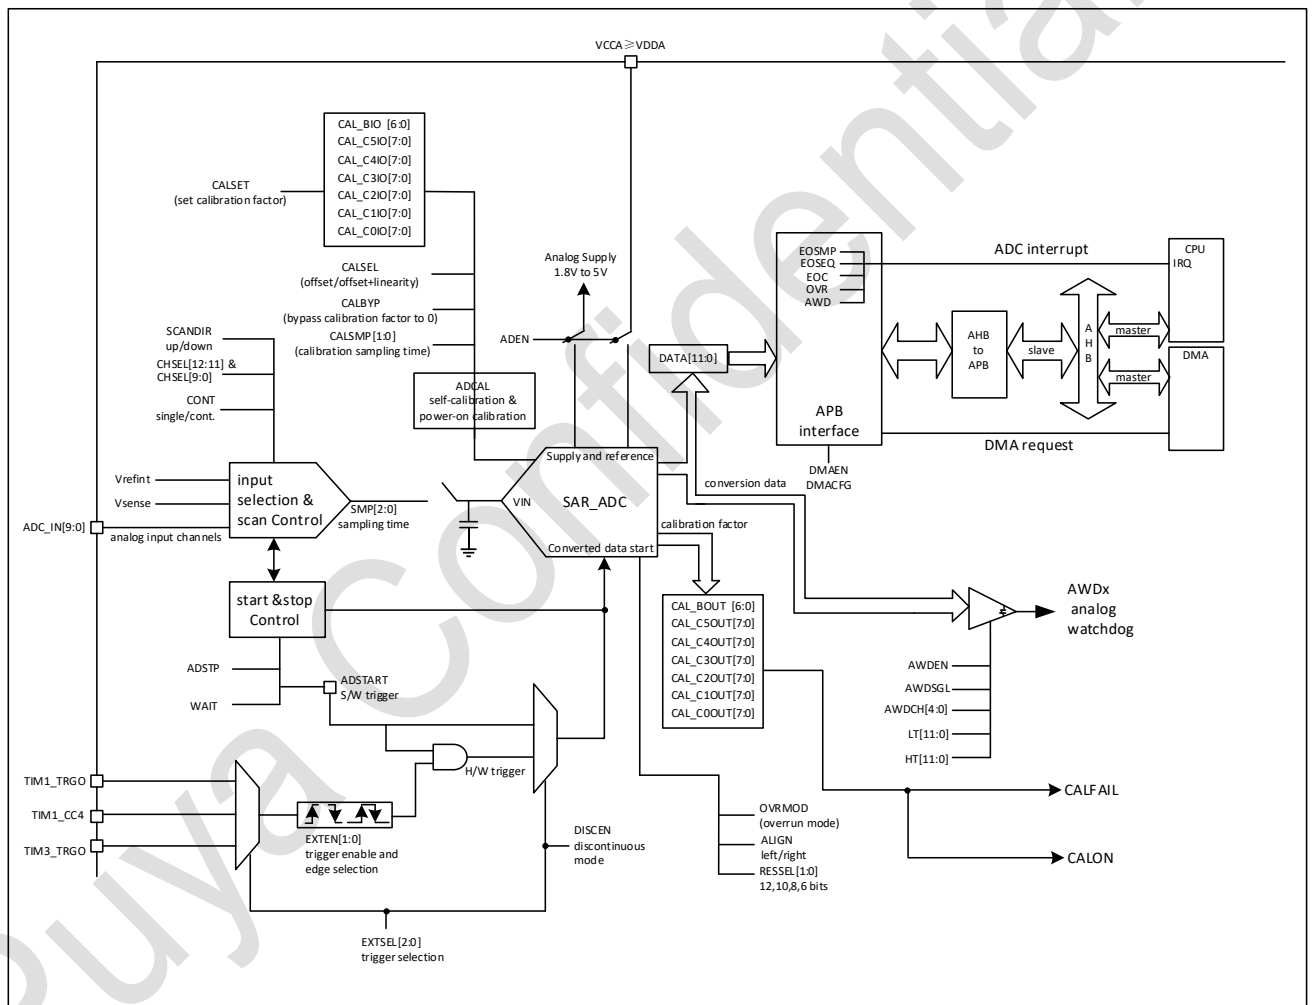 VCCA≥VDDA
CAL_BIO [6:0]
CAL_C5IO[7:0]
CAL_C4IO[7:0]
CAL_C3IO[7:0]
CAL_C2IO[7:0]
CAL_C1IO[7:0]
CAL_C0IO[7:0]
CALSET
(set calibration factor)
CALSEL
(offset/offset+linearity)
CALBYP
(bypass calibration factor to 0)
CALSMP[1:0]
(calibration sampling time)
ADCAL
self-calibration &
power-on calibration
Analog Supply
1.8V to 5V
ADEN
SCANDIR
up/down
CHSEL[12:11] &
CHSEL[9:0]
CONT
single/cont.
DATA[11:0]
EOSMP
EOSEQ
EOC
OVR
AWD
APB
interface
DMAEN
DMACFG
ADC interrupt
DMA request
AHB
to
APB
slave
A
H
B
master
master
CPU
IRQ
DMA
Vrefint
Vsense
ADC_IN[9:0]
analog input channels
input
selection &
scan Control
SMP[2:0]
sampling time
VIN
Supply and reference
SAR_ADC
Converted data start
conversion data
calibration factor
start &stop
Control
ADSTP
WAIT
ADSTART
S/W trigger
H/W trigger
TIM1_TRGO
TIM1_CC4
TIM3_TRGO
EXTEN[1:0]
trigger enable and
edge selection
DISCEN
discontinuous
mode
EXTSEL[2:0]
trigger selection
CAL_BOUT [6:0]
CAL_C5OUT[7:0]
CAL_C4OUT[7:0]
CAL_C3OUT[7:0]
CAL_C2OUT[7:0]
CAL_C1OUT[7:0]
CAL_C0OUT[7:0]
AWDx
analog
watchdog
AWDEN
AWDSGL
AWDCH[4:0]
LT[11:0]
HT[11:0]
CALFAIL
CALON
OVRMOD
(overrun mode)
ALIGN
left/right
RESSEL[1:0]
12,10,8,6 bits
Puya Confidential